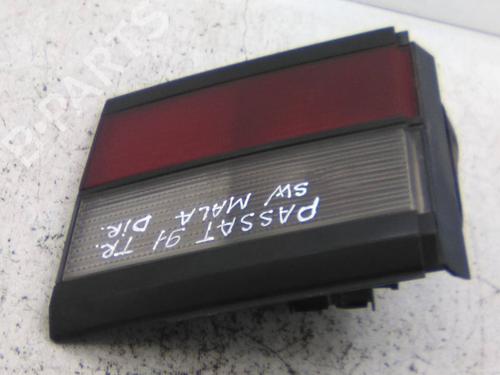 B-PARTS
PASSAT 91 TR.
SW MALA DIR.